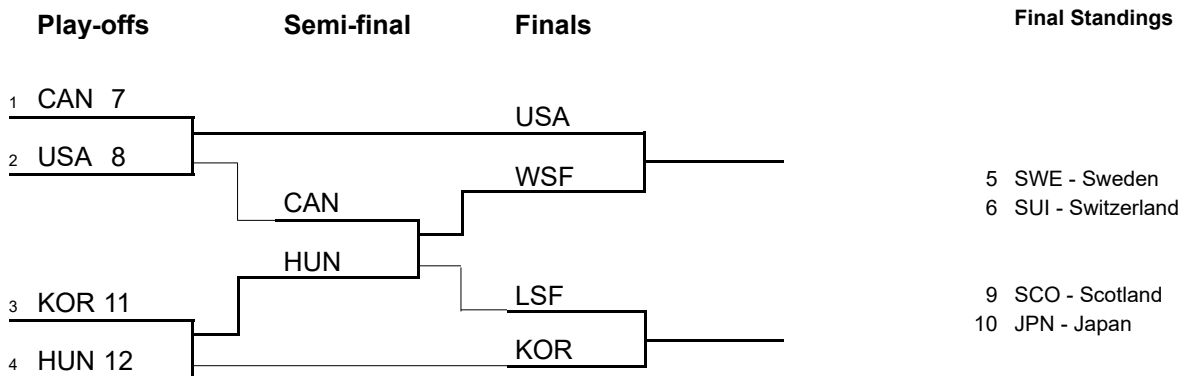 Play-offs Semi-final Finals Final Standings
1 CAN 7
USA
2 USA 8
WSF
5 SWE - Sweden
CAN
6 SUI - Switzerland
HUN
3 KOR 11
LSF
9 SCO - Scotland
10 JPN - Japan
4 HUN 12
KOR